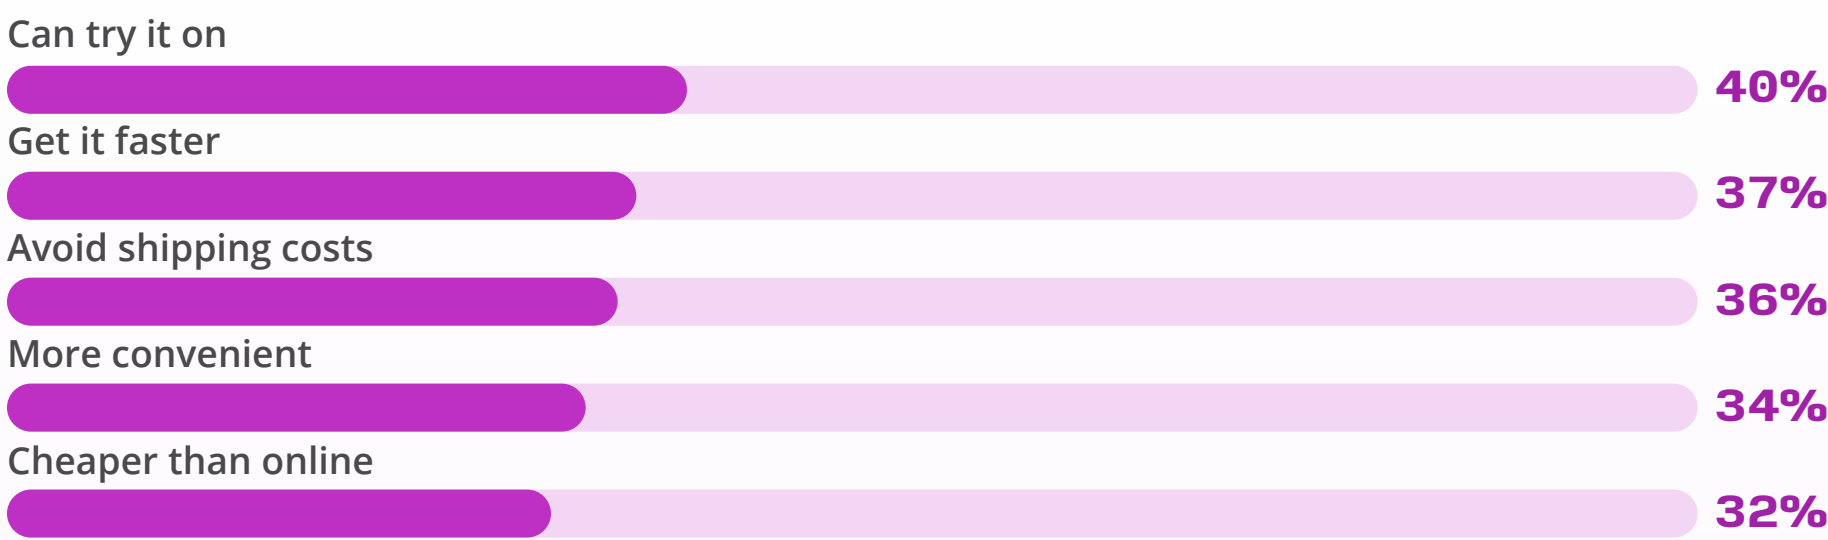 Can try it on
40%
Get it faster
37%
Avoid shipping costs
36%
More convenient
34%
Cheaper than online
32%